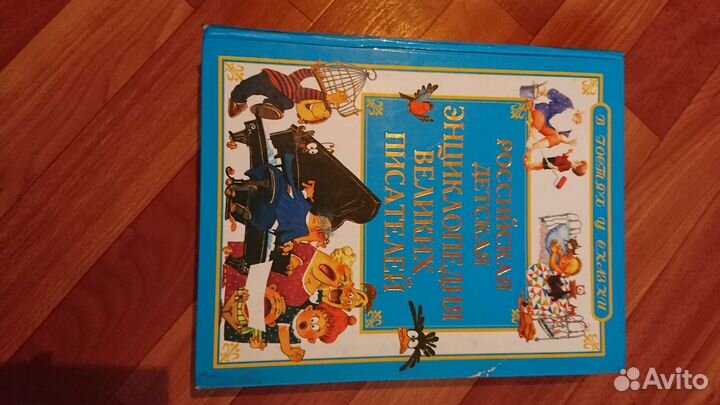 В ГОСТЯХ У СКАЗКИ
РОССИЙСКАЯ
ДЕТСКАЯ
ЭНЦИКЛОПЕДИЯ
ВЕЛИКИХ
ПИСАТЕЛЕЙ
Avito